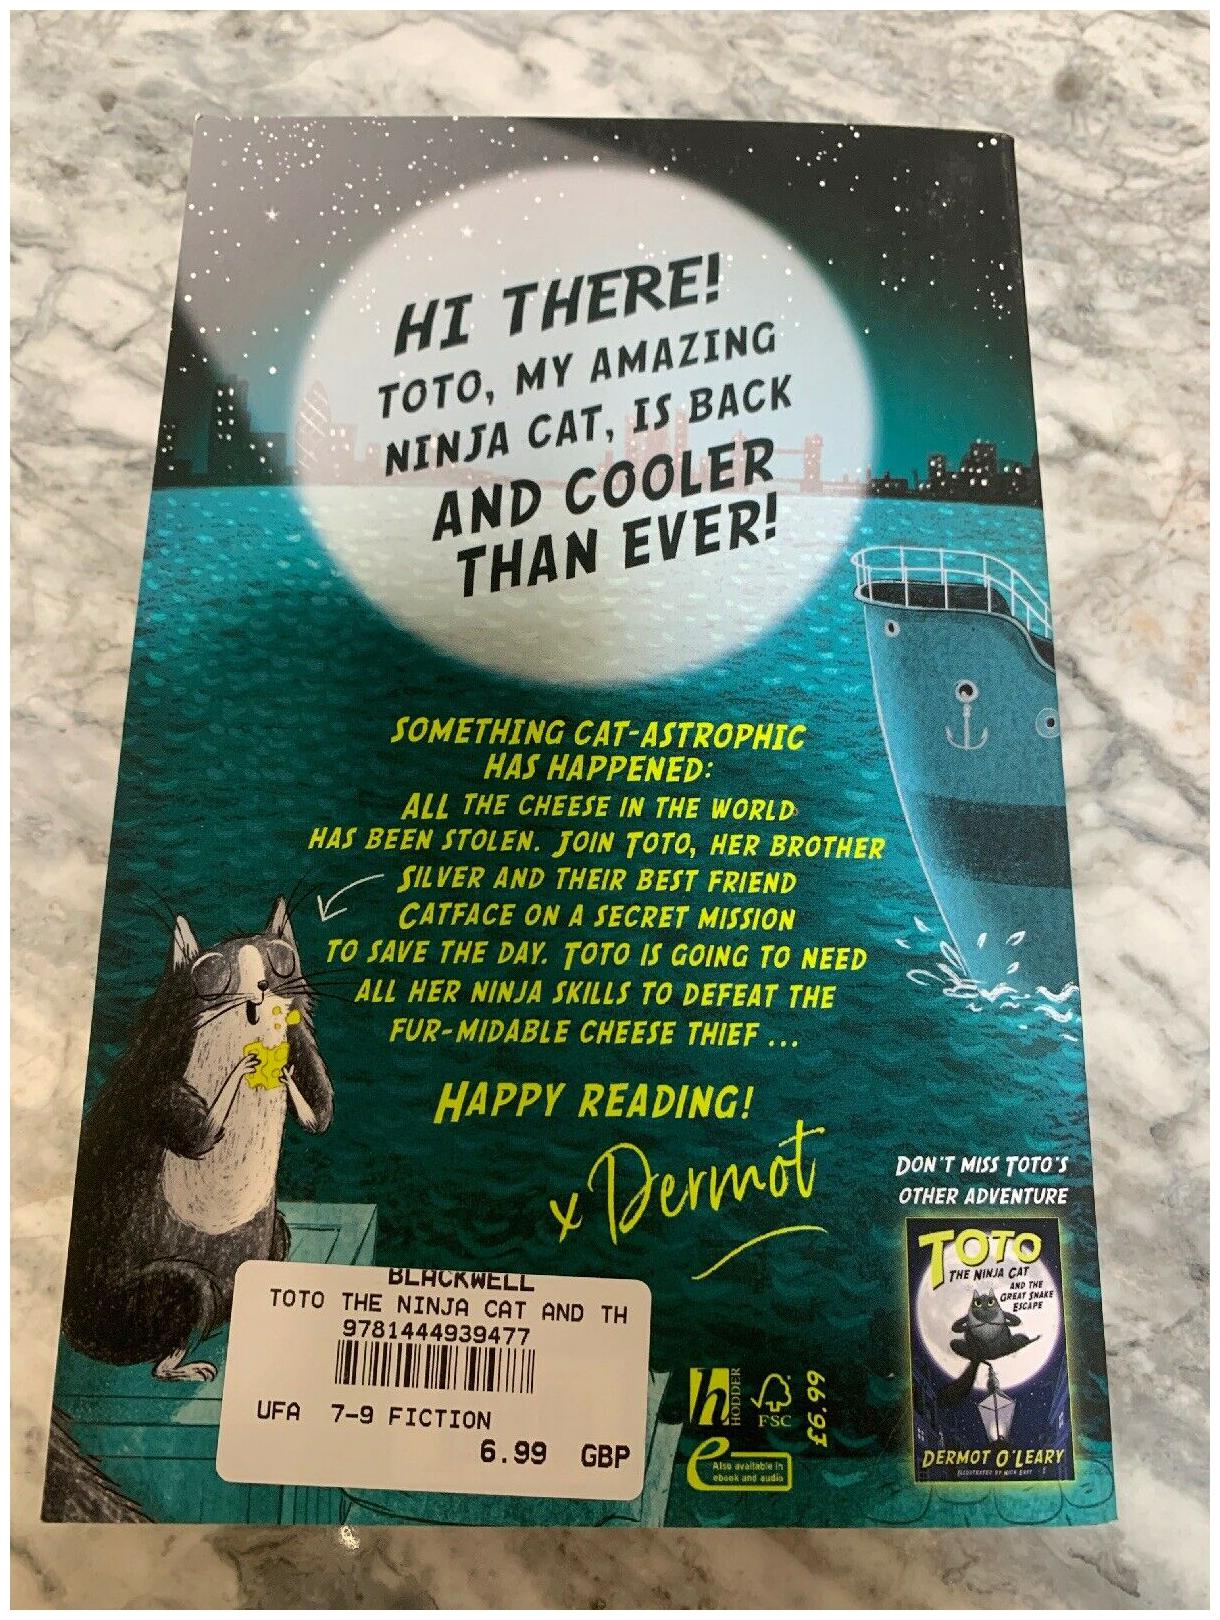 HI THERE!
TOTO, MY AMAZING
NINJA CAT, IS BACK
AND COOLER
THAN EVER!
SOMETHING CAT-ASTROPHIC
HAS HAPPENED:
ALL THE CHEESE IN THE WORLD
HAS BEEN STOLEN. JOIN TOTO, HER BROTHER
SILVER AND THEIR BEST FRIEND
CATFACE ON A SECRET MISSION
TO SAVE THE DAY. TOTO IS GOING TO NEED
ALL HER NINJA SKILLS TO DEFEAT THE
FUR-MIDABLE CHEESE THIEF ...
HAPPY READING!
x Dermot
DON'T MISS TOTO'S
OTHER ADVENTURE
TOTO
THE NINJA CAT
AND THE
GREAT SNAKE
ESCAPE
DERMOT O'LEARY
ILLUSTRATED BY NICK EAST
BLACKWELL
TOTO THE NINJA CAT AND TH
9781444939477
UFA 7-9 FICTION
6.99 GBP
h
HODDER
FSC
£6.99
e
Also available in
ebook and audio